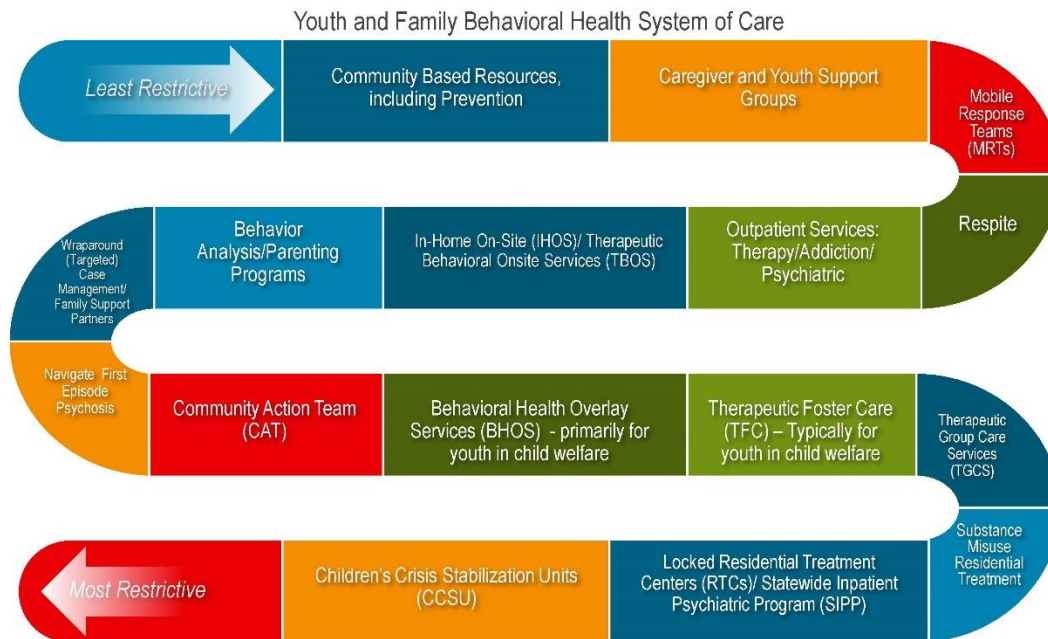 Youth and Family Behavioral Health System of Care
Least Restrictive
Community Based Resources,
including Prevention
Caregiver and Youth Support
Groups
Mobile
Response
Teams
(MRTs)
Respite
Outpatient Services:
Therapy/Addiction/
Psychiatric
In-Home On-Site (IHOS)/ Therapeutic
Behavioral Onsite Services (TBOS)
Behavior
Analysis/Parenting
Programs
Wraparound
(Targeted)
Case
Management/
Family Support
Partners
Navigate First
Episode
Psychosis
Community Action Team
(CAT)
Behavioral Health Overlay
Services (BHOS) - primarily for
youth in child welfare
Therapeutic Foster Care
(TFC) – Typically for
youth in child welfare
Therapeutic
Group Care
Services
(TGCS)
Substance
Misuse
Residential
Treatment
Locked Residential Treatment
Centers (RTCs)/ Statewide Inpatient
Psychiatric Program (SIPP)
Children's Crisis Stabilization Units
(CCSU)
Most Restrictive